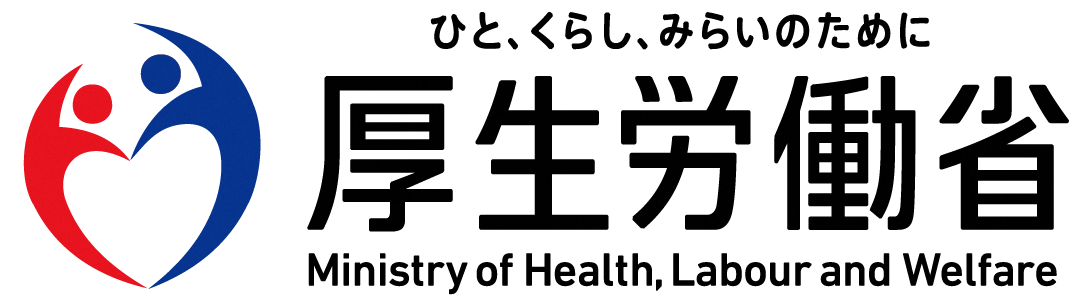 ひと、くらし、みらいのために
厚生労働省
Ministry of Health, Labour and Welfare